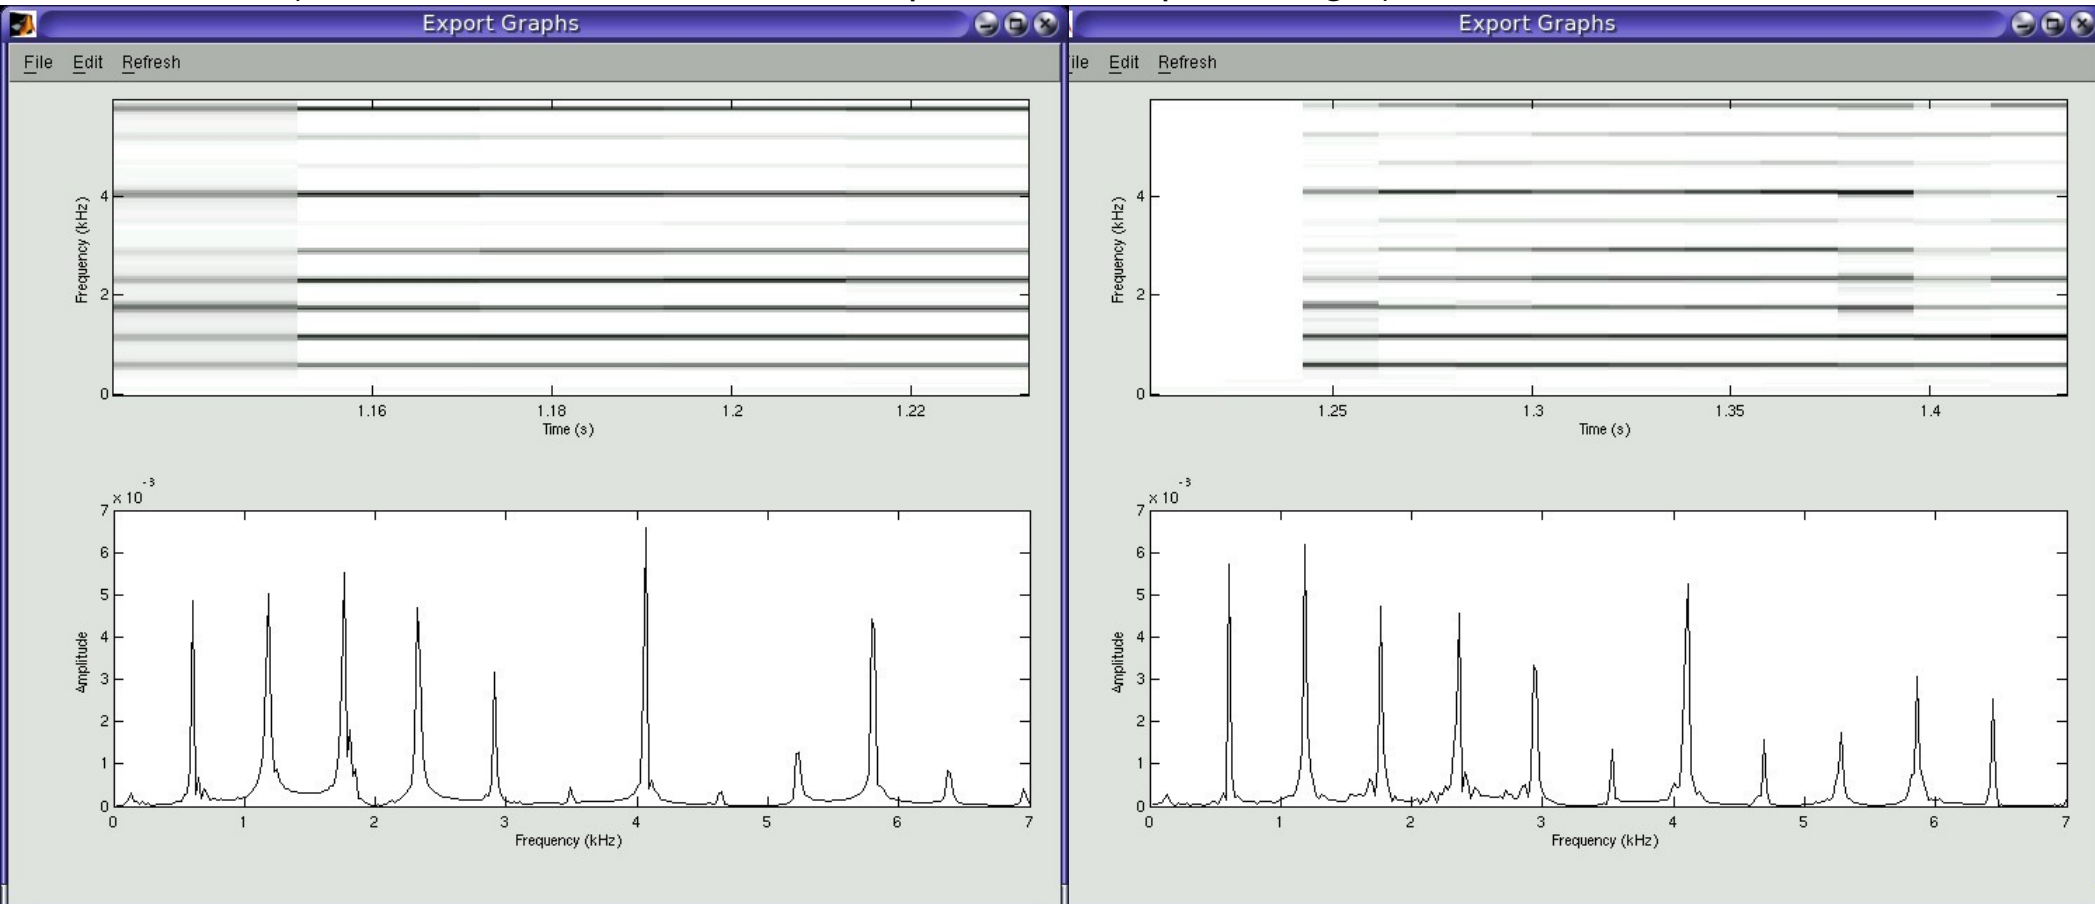 Export Graphs
File Edit Refresh
4
2
0
Frequency (kHz)
1.16 1.18 1.2 1.22
Time (s)
x 10 -3
7
6
5
4
3
2
1
0
Amplitude
0 1 2 3 4 5 6 7
Frequency (kHz)
Export Graphs
ile Edit Refresh
4
2
0
Frequency (kHz)
1.25 1.3 1.35 1.4
Time (s)
x 10 -3
7
6
5
4
3
2
1
0
Amplitude
0 1 2 3 4 5 6 7
Frequency (kHz)